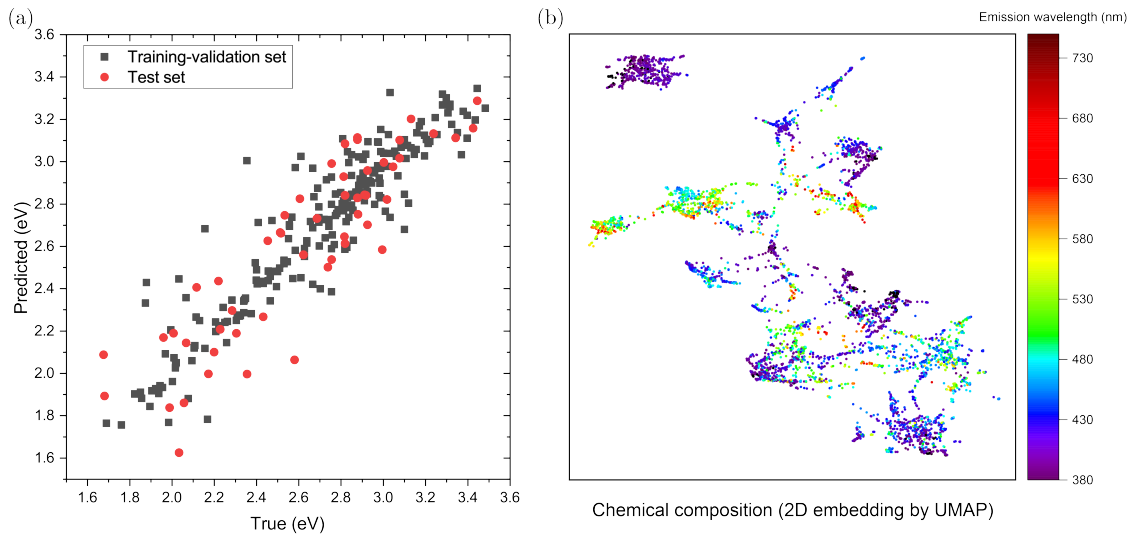 (a)
3.6
3.4
3.2
3.0
2.8
2.6
2.4
2.2
2.0
1.8
1.6
Predicted (eV)
Training-validation set
Test set
1.6 1.8 2.0 2.2 2.4 2.6 2.8 3.0 3.2 3.4 3.6
True (eV)
(b)
Emission wavelength (nm)
730
680
630
580
530
480
430
380
Chemical composition (2D embedding by UMAP)